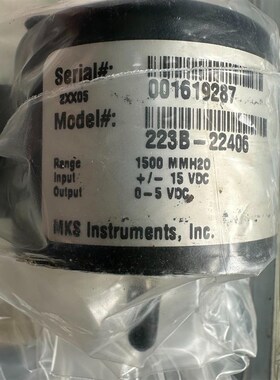 Serial#:
2XX05
001619287
Model#:
223B-22406
Range 1500 MMH2O
Input +/- 15 VDC
Output 0-5 VDC
MKS Instruments, Inc.